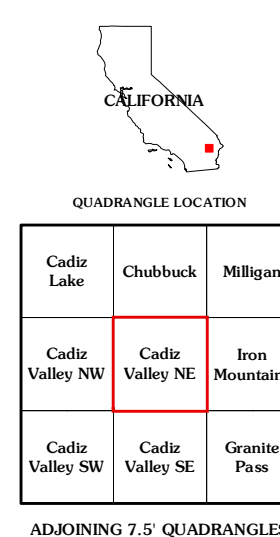 CALIFORNIA
QUADRANGLE LOCATION
Cadiz
Lake
Chubbuck
Milligan
Cadiz
Valley NW
Cadiz
Valley NE
Iron
Mountain
Cadiz
Valley SW
Cadiz
Valley SE
Granite
Pass
ADJOINING 7.5' QUADRANGLES